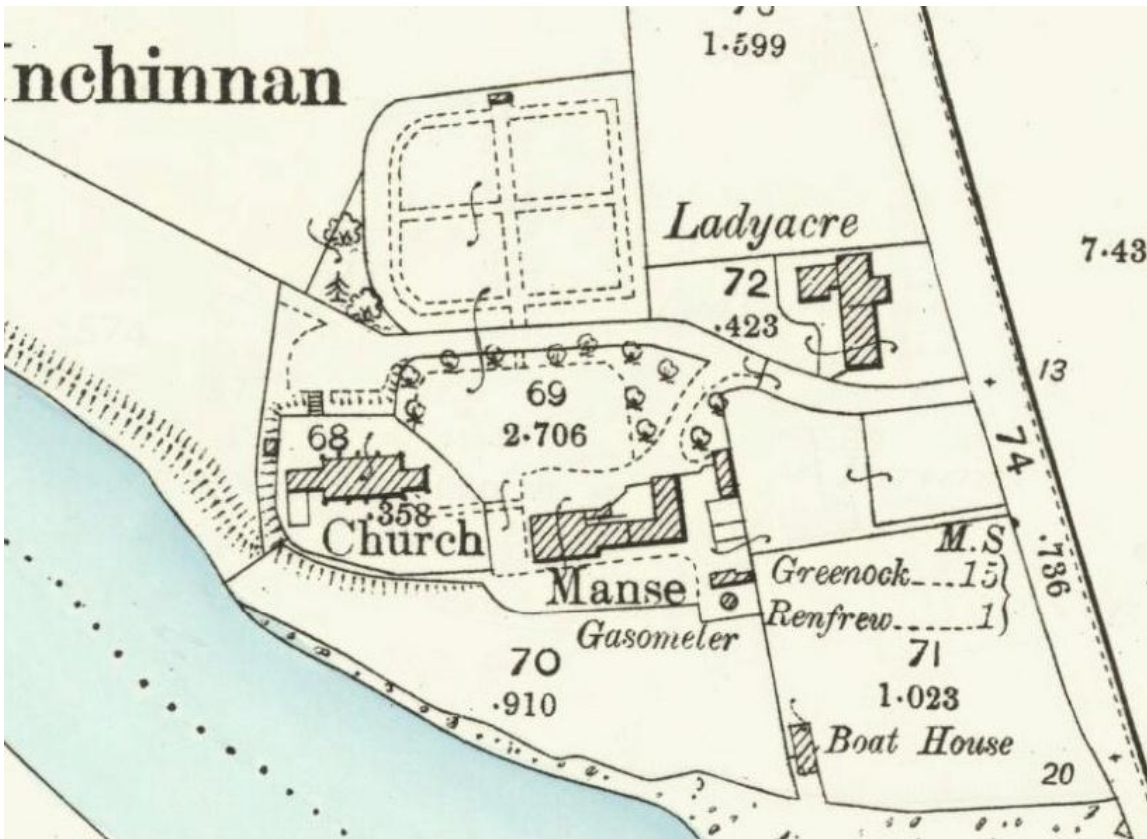 1·599
nchinnan
Ladyacre
7·43
72
·423
13
69
2·706
74
·736
68
·358
Church
M.S
Greenock 15
Renfrew 1
Manse
Gasometer
70
·910
71
1·023
Boat House
20